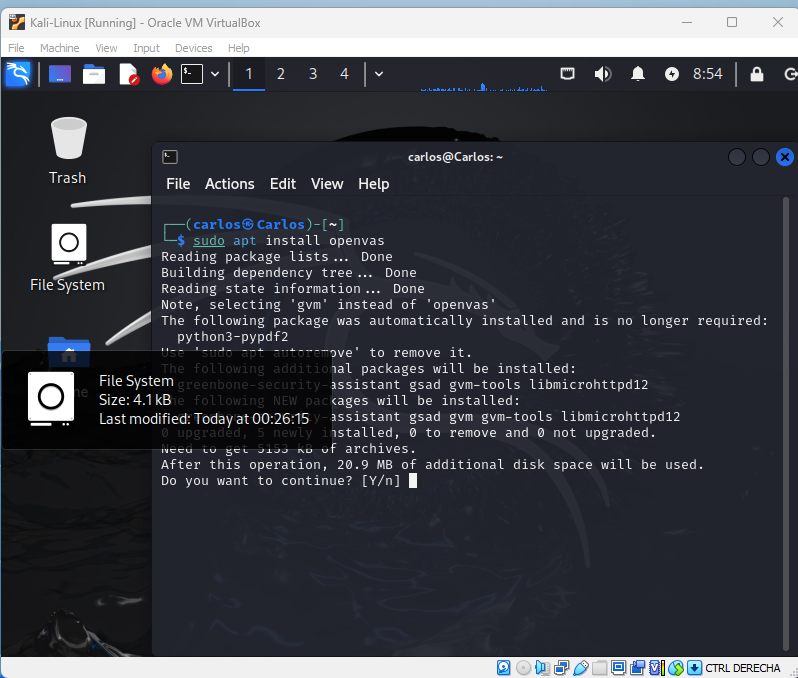 Kali-Linux [Running] - Oracle VM VirtualBox
File Machine View Input Devices Help
1 2 3 4 8:54
Trash
File System
carlos@Carlos: ~
File Actions Edit View Help
┌──(carlos㉿Carlos)-[~]
└─$ sudo apt install openvas
Reading package lists... Done
Building dependency tree... Done
Reading state information... Done
Note, selecting 'gvm' instead of 'openvas'
The following package was automatically installed and is no longer required:
python3-pypdf2
Use 'sudo apt autoremove' to remove it.
The following additional packages will be installed:
greenbone-security-assistant gsad gvm-tools libmicrohttpd12
The following NEW packages will be installed:
greenbone-security-assistant gsad gvm gvm-tools libmicrohttpd12
0 upgraded, 5 newly installed, 0 to remove and 0 not upgraded.
Need to get 5153 kB of archives.
After this operation, 20.9 MB of additional disk space will be used.
Do you want to continue? [Y/n]
File System
Size: 4.1 kB
Last modified: Today at 00:26:15
CTRL DERECHA